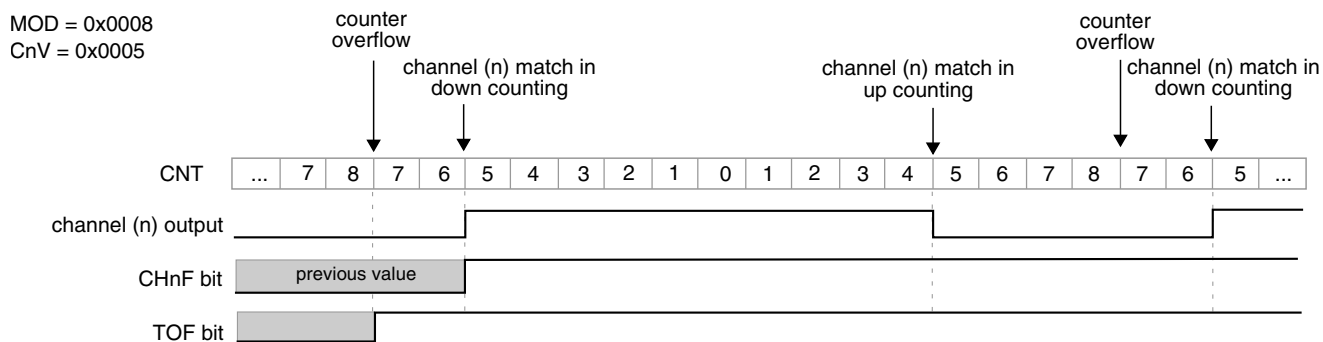 MOD = 0x0008
CnV = 0x0005
counter
overflow
channel (n) match in
down counting
channel (n) match in
up counting
counter
overflow
channel (n) match in
down counting
CNT ... 7 8 7 6 5 4 3 2 1 0 1 2 3 4 5 6 7 8 7 6 5 ...
channel (n) output
CHnF bit previous value
TOF bit